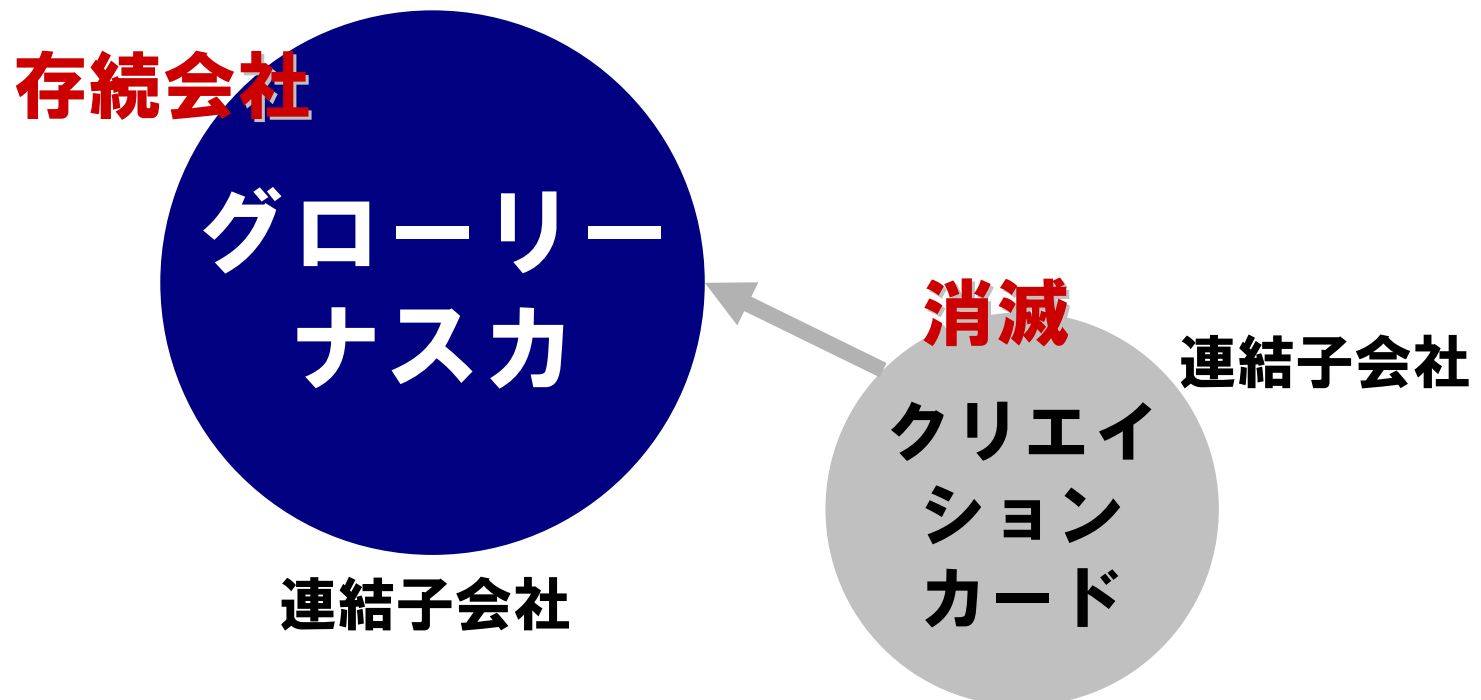 存続会社
グローリー
ナスカ
連結子会社
消滅
連結子会社
クリエイ
ション
カード